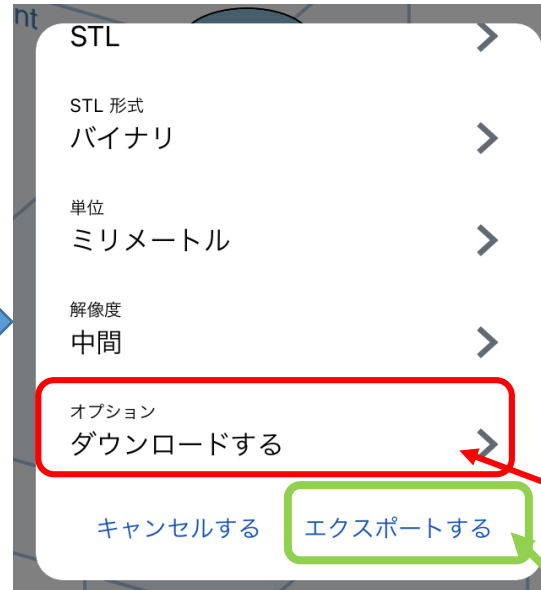 nt
STL
STL 形式
バイナリ
単位
ミリメートル
解像度
中間
オプション
ダウンロードする
キャンセルする エクスポートする